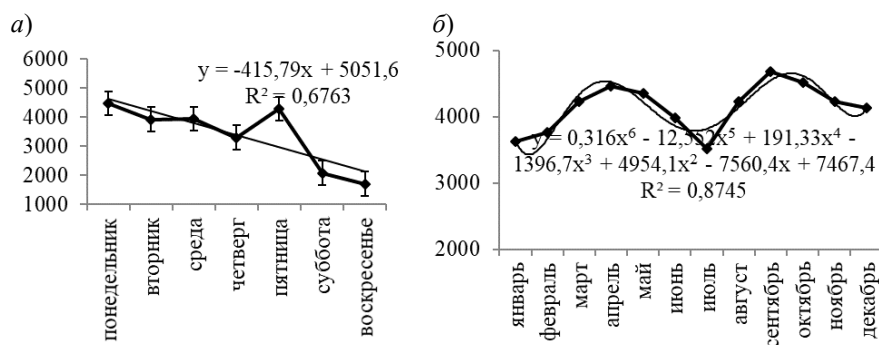 а)
6000
5000
4000
3000
2000
1000
y = -415,79x + 5051,6
R² = 0,6763
понедельник
вторник
среда
четверг
пятница
суббота
воскресенье
б)
5000
4000
3000
2000
y = 0,316x⁶ - 12,552x⁵ + 191,33x⁴ -
1396,7x³ + 4954,1x² - 7560,4x + 7467,4
R² = 0,8745
январь
февраль
март
апрель
май
июнь
июль
август
сентябрь
октябрь
ноябрь
декабрь